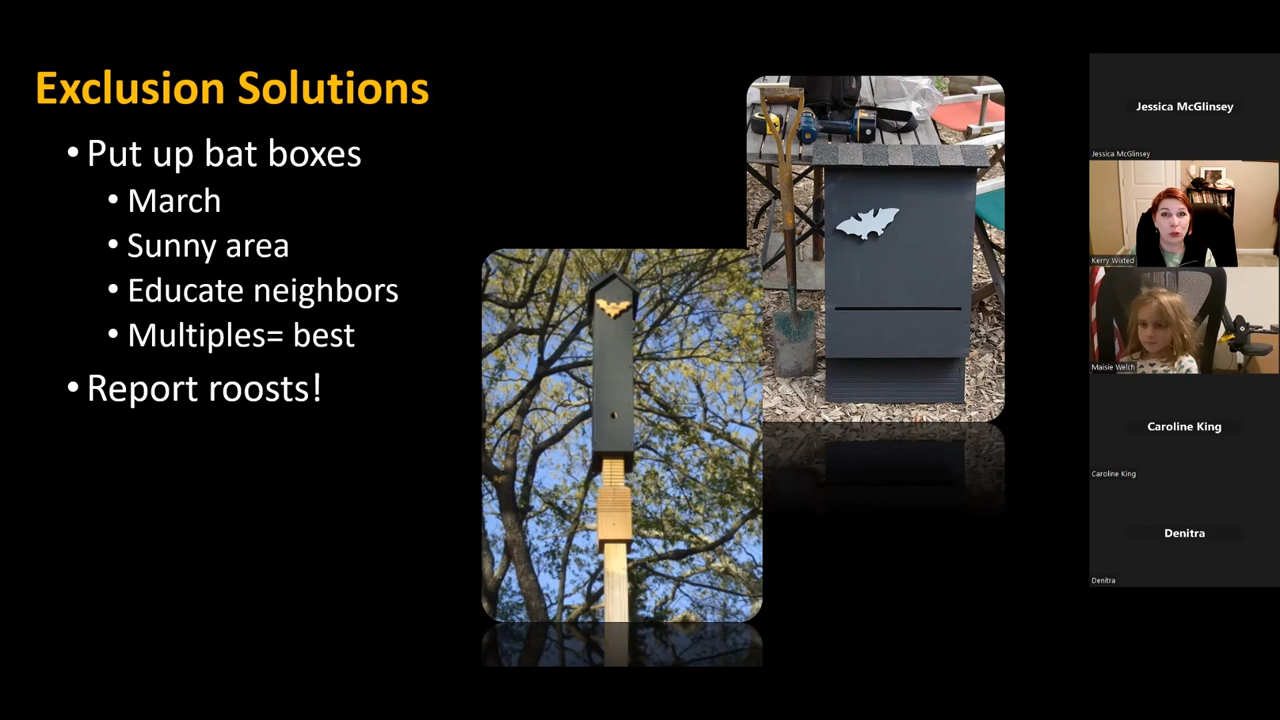 Exclusion Solutions
• Put up bat boxes
• March
• Sunny area
• Educate neighbors
• Multiples= best
• Report roosts!
Jessica McGlinsey
Jessica McGlinsey
Kerry Wixted
Maisie Welch
Caroline King
Caroline King
Denitra
Denitra